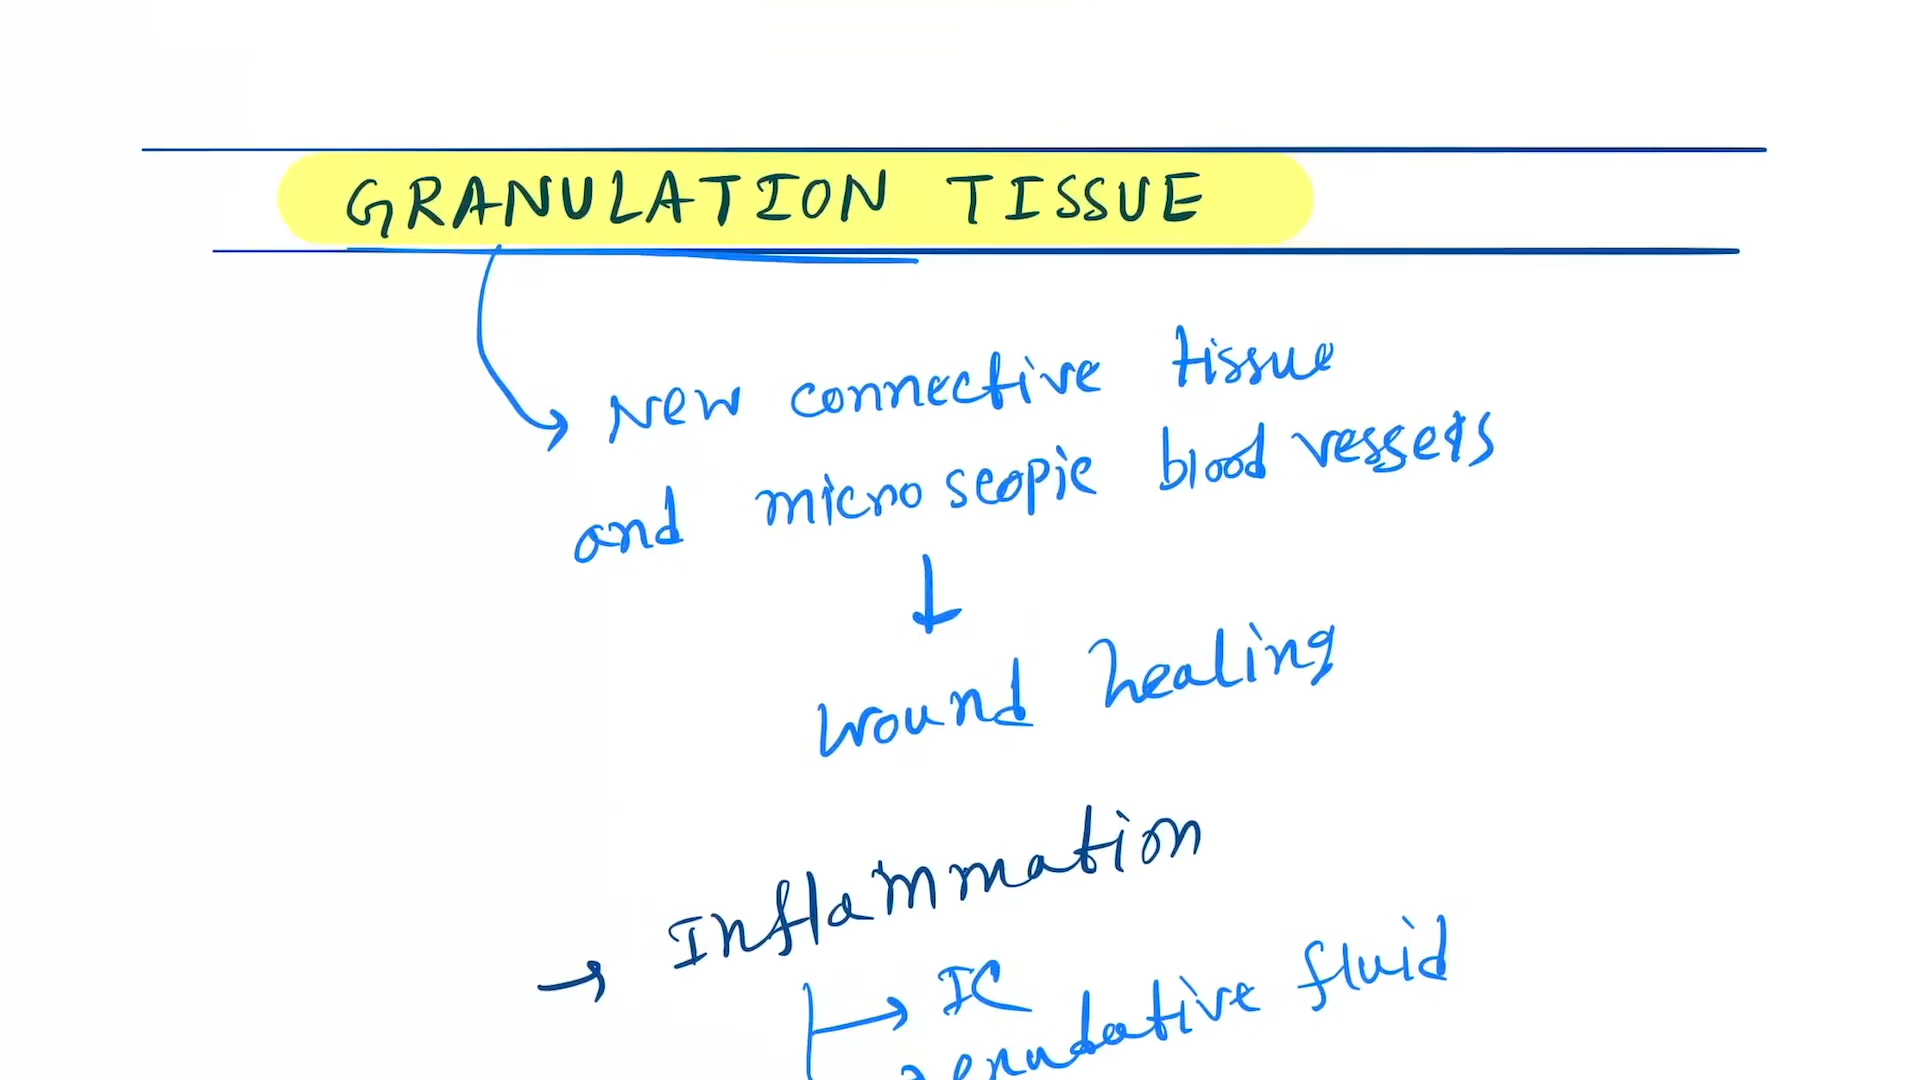 GRANULATION TISSUE
New connective tissue
and microscopic blood vessels
wound healing
→ Inflammation
→ IC
exudative fluid